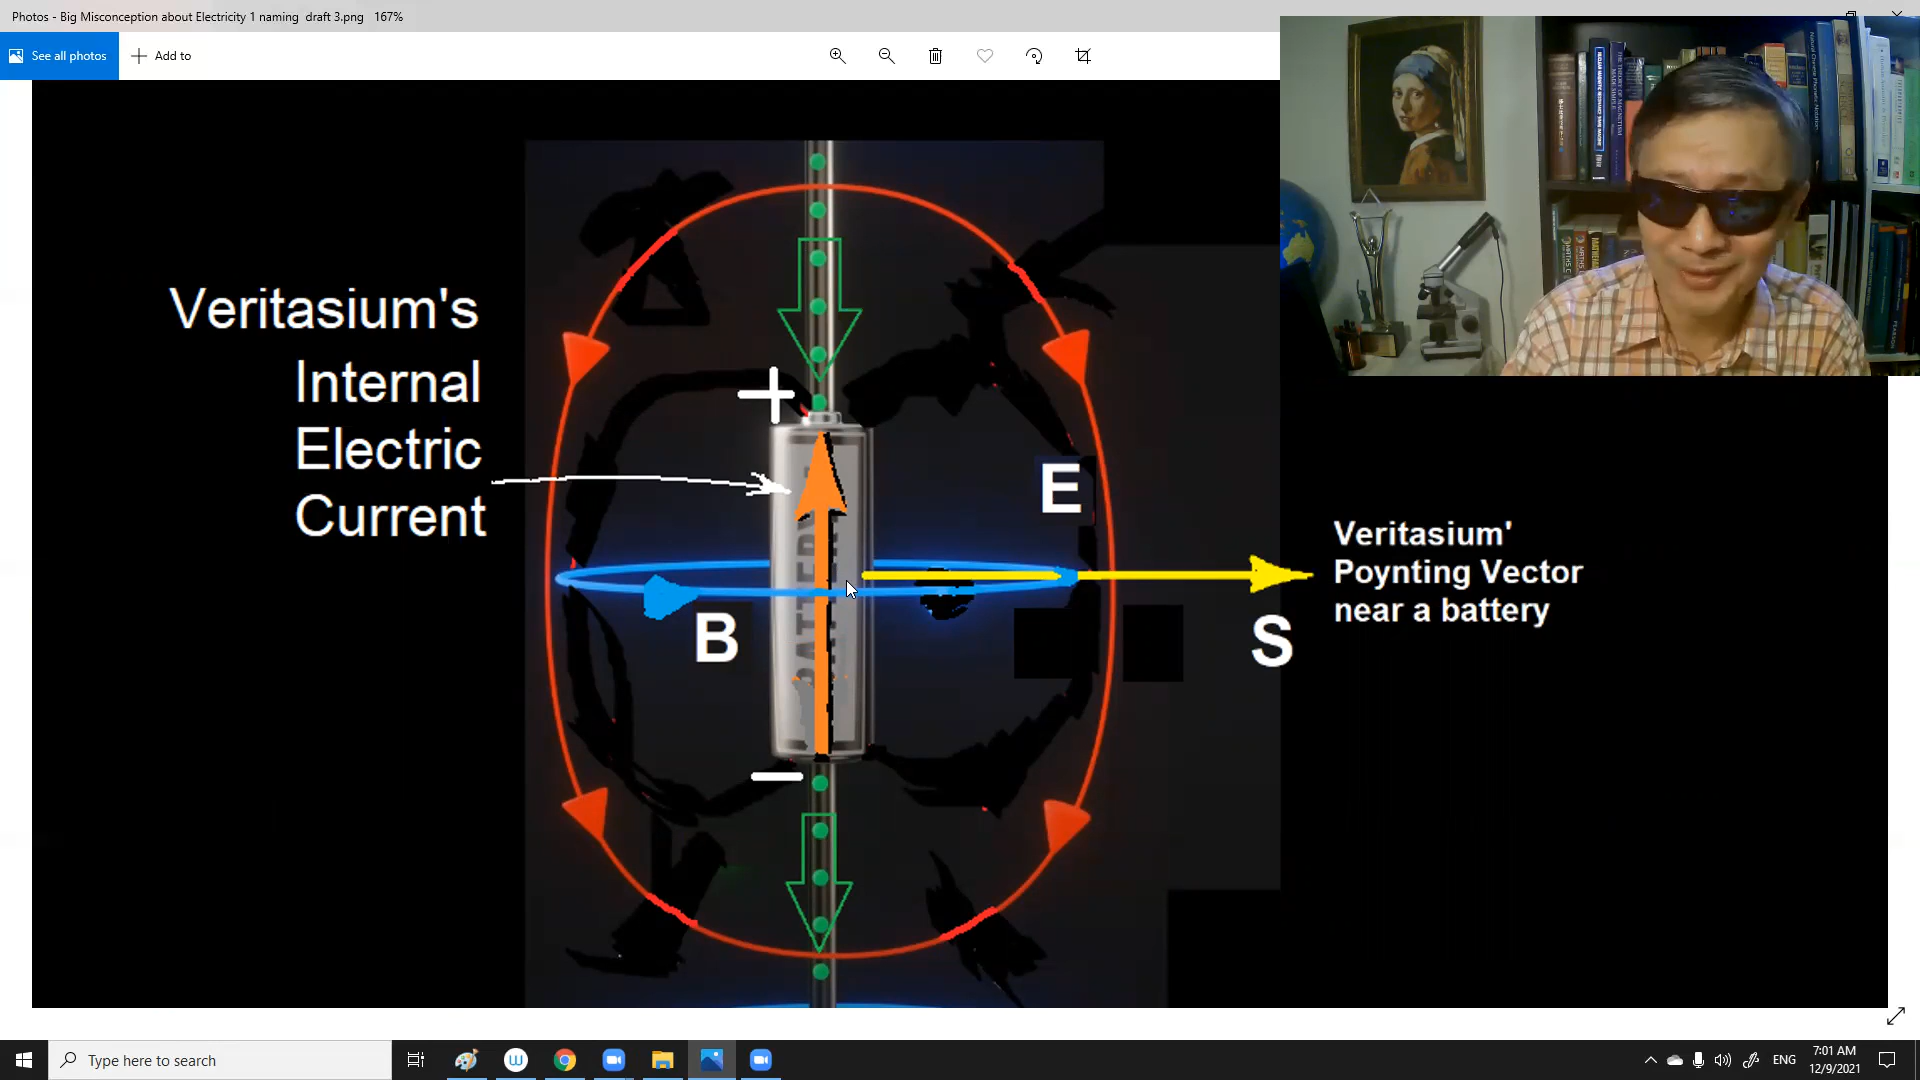 Photos - Big Misconception about Electricity 1 naming  draft 3.png   167%
See all photos
Add to
Veritasium's
Internal
Electric
Current
+
E
BATTERY
B
S
Veritasium'
Poynting Vector
near a battery
−
Type here to search
ENG
7:01 AM
12/9/2021